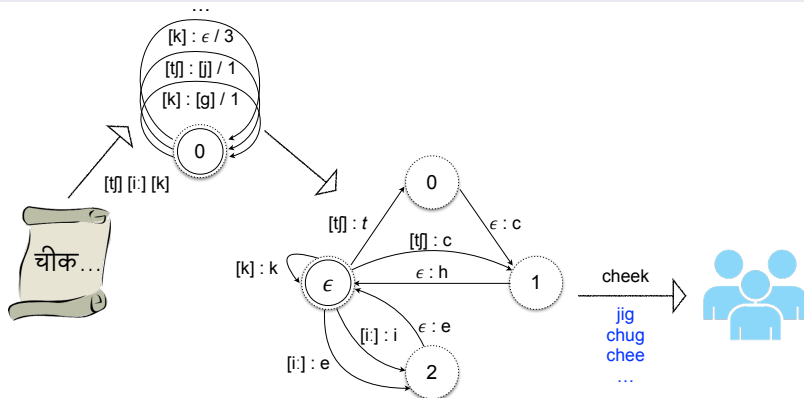 …
[k] : ϵ / 3
[tʃ] : [j] / 1
[k] : [g] / 1
0
[tʃ] [iː] [k]
चीक…
0
[tʃ] : t
ϵ : c
[tʃ] : c
[k] : k
ϵ
ϵ : h
1
[iː] : e
[iː] : i
ϵ : e
2
cheek
jig
chug
chee
…